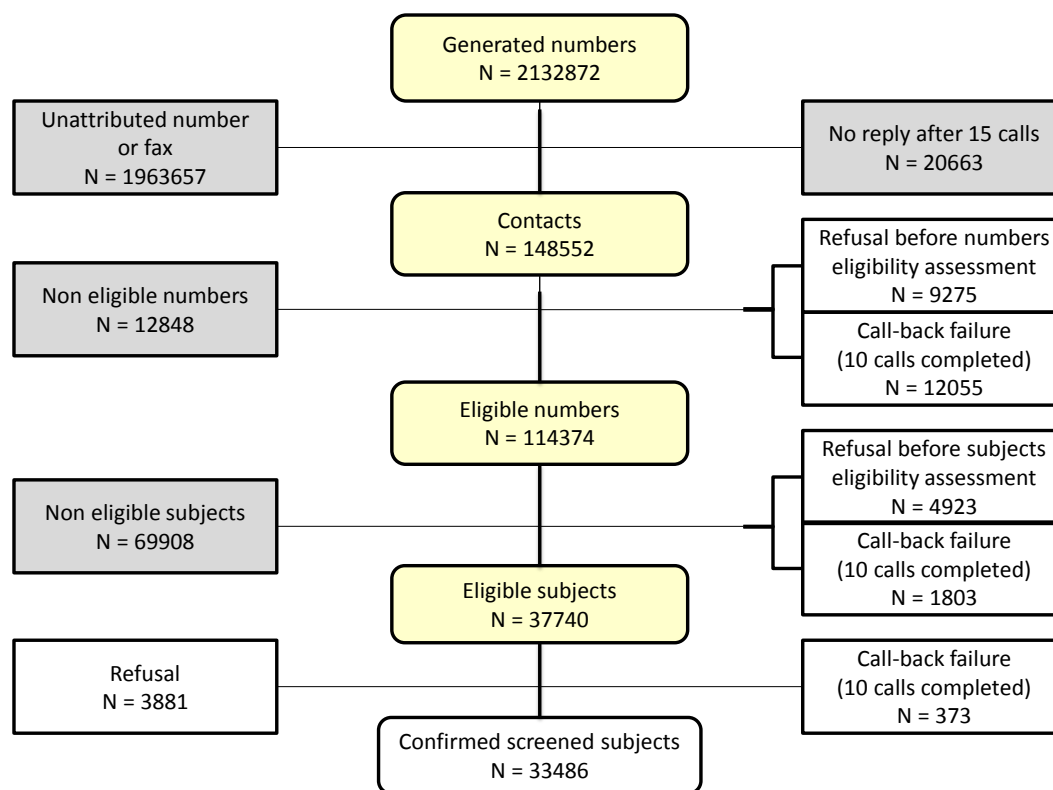 Generated numbers
N = 2132872
Unattributed number
or fax
N = 1963657
No reply after 15 calls
N = 20663
Contacts
N = 148552
Non eligible numbers
N = 12848
Refusal before numbers
eligibility assessment
N = 9275
Call-back failure
(10 calls completed)
N = 12055
Eligible numbers
N = 114374
Non eligible subjects
N = 69908
Refusal before subjects
eligibility assessment
N = 4923
Call-back failure
(10 calls completed)
N = 1803
Eligible subjects
N = 37740
Refusal
N = 3881
Call-back failure
(10 calls completed)
N = 373
Confirmed screened subjects
N = 33486